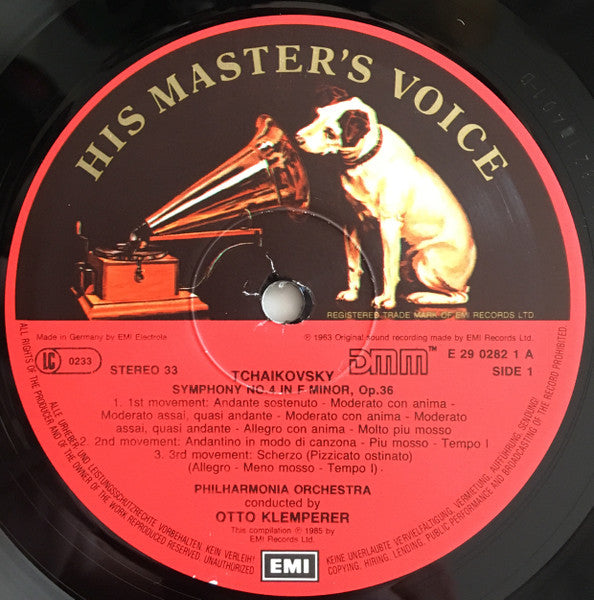 HIS MASTER'S VOICE
REGISTERED TRADE MARK OF EMI RECORDS LTD.
Made in Germany by EMI Electrola
℗ 1963 Original sound recording made by EMI Records Ltd.
LC 0233
STEREO 33
DMM™
E 29 0282 1 A
SIDE 1
TCHAIKOVSKY
SYMPHONY NO.4 IN F MINOR, Op.36
1. 1st movement: Andante sostenuto - Moderato con anima -
Moderato assai, quasi andante - Moderato con anima - Moderato
assai, quasi andante - Allegro con anima - Molto piu mosso
2. 2nd movement: Andantino in modo di canzona - Piu mosso - Tempo I
3. 3rd movement: Scherzo (Pizzicato ostinato)
(Allegro - Meno mosso - Tempo I) -
PHILHARMONIA ORCHESTRA
conducted by
OTTO KLEMPERER
This compilation ℗ 1985 by
EMI Records Ltd.
EMI
ALL RIGHTS OF THE PRODUCER AND OF THE OWNER OF THE WORK REPRODUCED RESERVED. UNAUTHORIZED
COPYING, HIRING, LENDING, PUBLIC PERFORMANCE AND BROADCASTING OF THIS RECORD PROHIBITED.
ALLE URHEBER UND LEISTUNGSSCHUTZRECHTE VORBEHALTEN. KEIN VERLEIH!
KEINE UNERLAUBTE VERVIELFÄLTIGUNG, VERMIETUNG, AUFFÜHRUNG, SENDUNG!